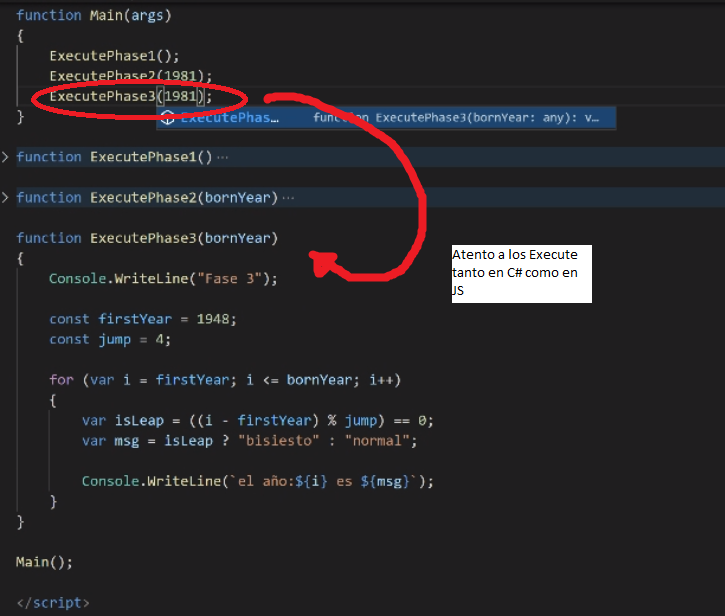 function Main(args)
{
ExecutePhase1();
ExecutePhase2(1981);
ExecutePhase3(1981);
ExecutePhas… function ExecutePhase3(bornYear: any): v…
}
function ExecutePhase1()···
function ExecutePhase2(bornYear)···
function ExecutePhase3(bornYear)
{
Console.WriteLine("Fase 3");
Atento a los Execute
tanto en C# como en
JS
const firstYear = 1948;
const jump = 4;
for (var i = firstYear; i <= bornYear; i++)
{
var isLeap = ((i - firstYear) % jump) == 0;
var msg = isLeap ? "bisiesto" : "normal";
Console.WriteLine(`el año:${i} es ${msg}`);
}
}
Main();
</script>